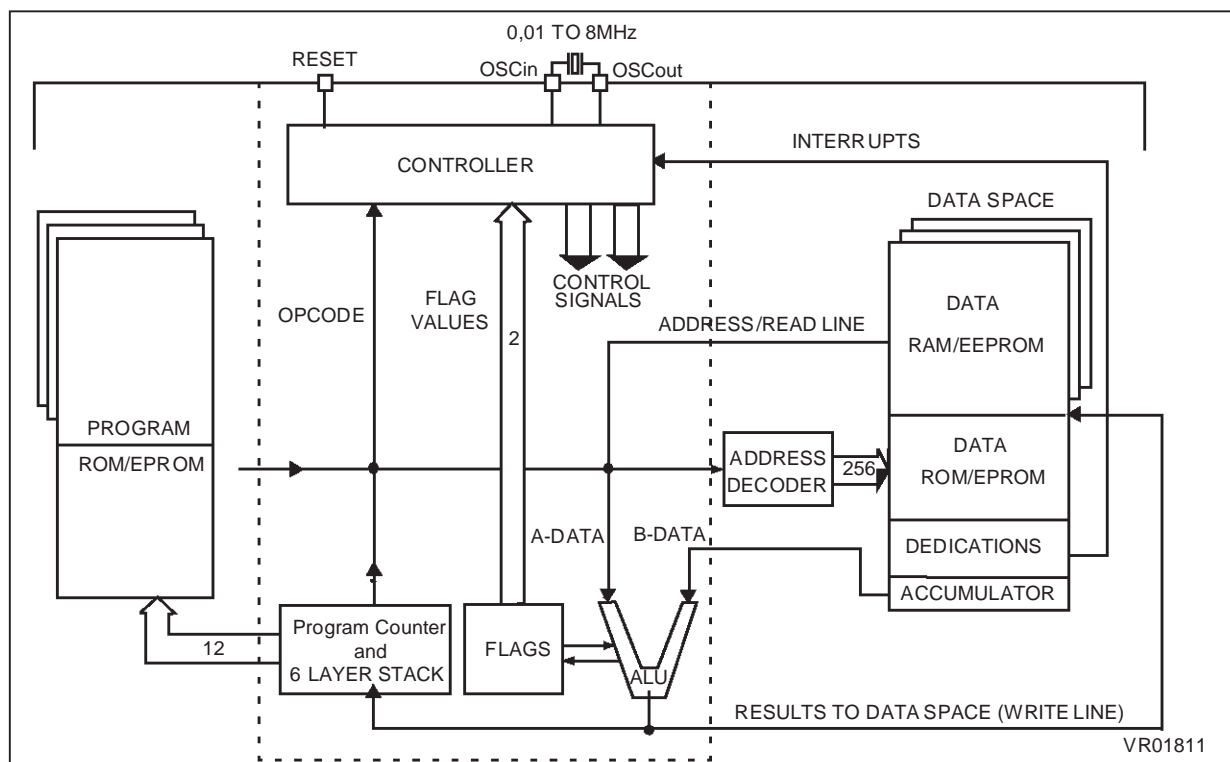 0,01 TO 8MHz
RESET
OSCin
OSCout
INTERRUPTS
CONTROLLER
DATA SPACE
CONTROL
SIGNALS
OPCODE
FLAG
VALUES
2
ADDRESS/READ LINE
DATA
RAM/EEPROM
PROGRAM
ROM/EPROM
ADDRESS
DECODER
256
DATA
ROM/EPROM
A-DATA
B-DATA
DEDICATIONS
ACCUMULATOR
12
Program Counter
and
6 LAYER STACK
FLAGS
ALU
RESULTS TO DATA SPACE (WRITE LINE)
VR01811